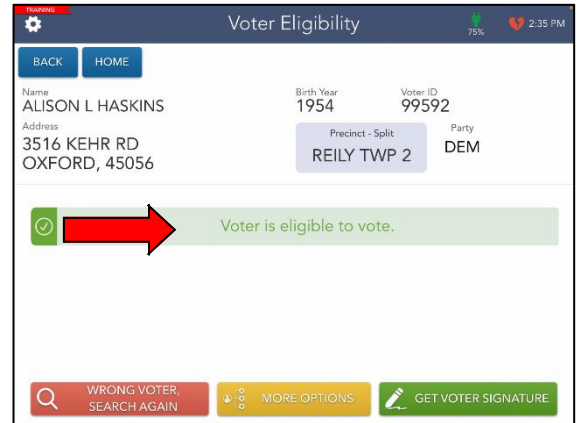 TRAINING
Voter Eligibility
75%
2:35 PM
BACK
HOME
Name
ALISON L HASKINS
Birth Year
1954
Voter ID
99592
Address
3516 KEHR RD
OXFORD, 45056
Precinct - Split
REILY TWP 2
Party
DEM
Voter is eligible to vote.
WRONG VOTER,
SEARCH AGAIN
MORE OPTIONS
GET VOTER SIGNATURE